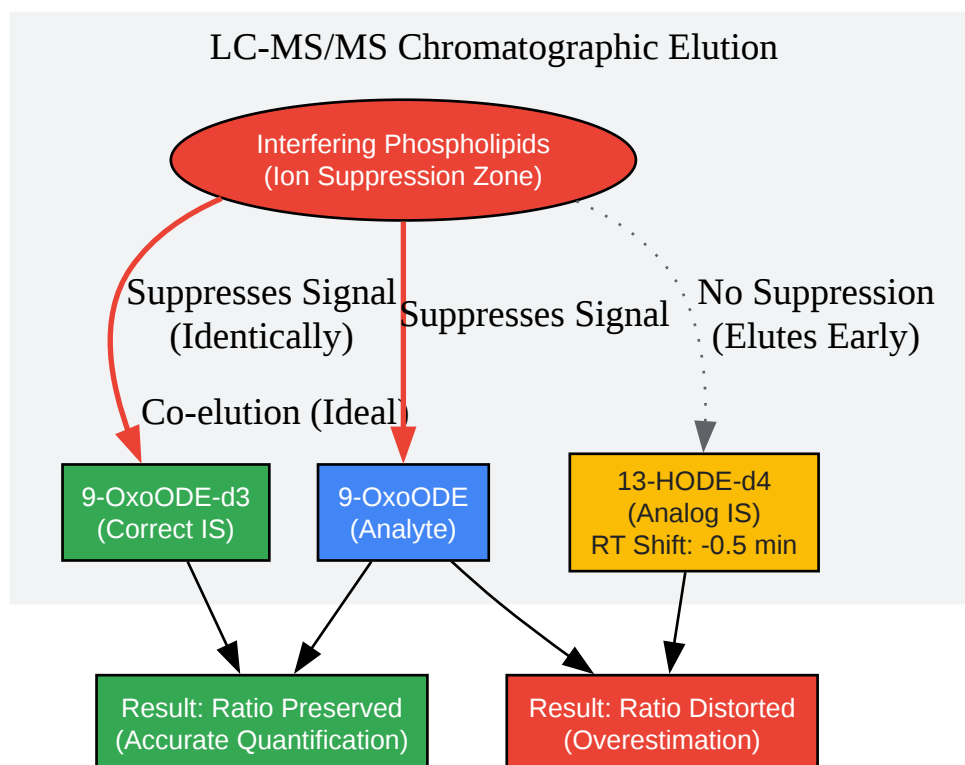 LC-MS/MS Chromatographic Elution
Interfering Phospholipids
(Ion Suppression Zone)
Suppresses Signal
(Identically)
Suppresses Signal
No Suppression
(Elutes Early)
Co-elution (Ideal)
9-OxoODE-d3
(Correct IS)
9-OxoODE
(Analyte)
13-HODE-d4
(Analog IS)
RT Shift: -0.5 min
Result: Ratio Preserved
(Accurate Quantification)
Result: Ratio Distorted
(Overestimation)